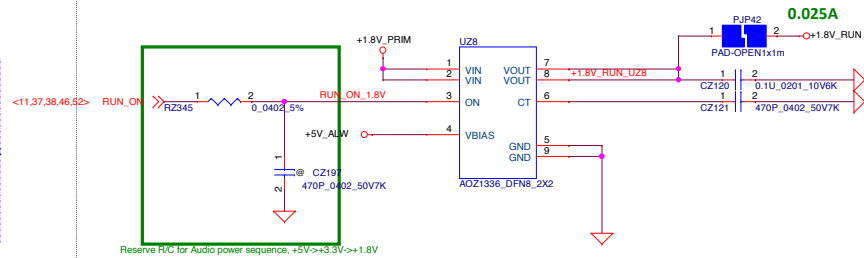 0.025A
PJP42
1 2 +1.8V_RUN
PAD-OPEN1x1m
+1.8V_PRIM
UZ8
1 VIN VOUT 7
2 VIN VOUT 8 +1.8V_RUN_UZ8
<11,37,38,46,52> RUN_ON 1 2 RUN_ON_1.8V 3 ON CT 6
RZ345 0_0402_5%
1 2 0.1U_0201_10V6K
CZ120
1 2 470P_0402_50V7K
CZ121
+5V_ALW 4 VBIAS
GND 5
GND 9
AOZ1336_DFN8_2X2
1 @ CZ197
2 470P_0402_50V7K
Reserve R/C for Audio power sequence, +5V->+3.3V->+1.8V